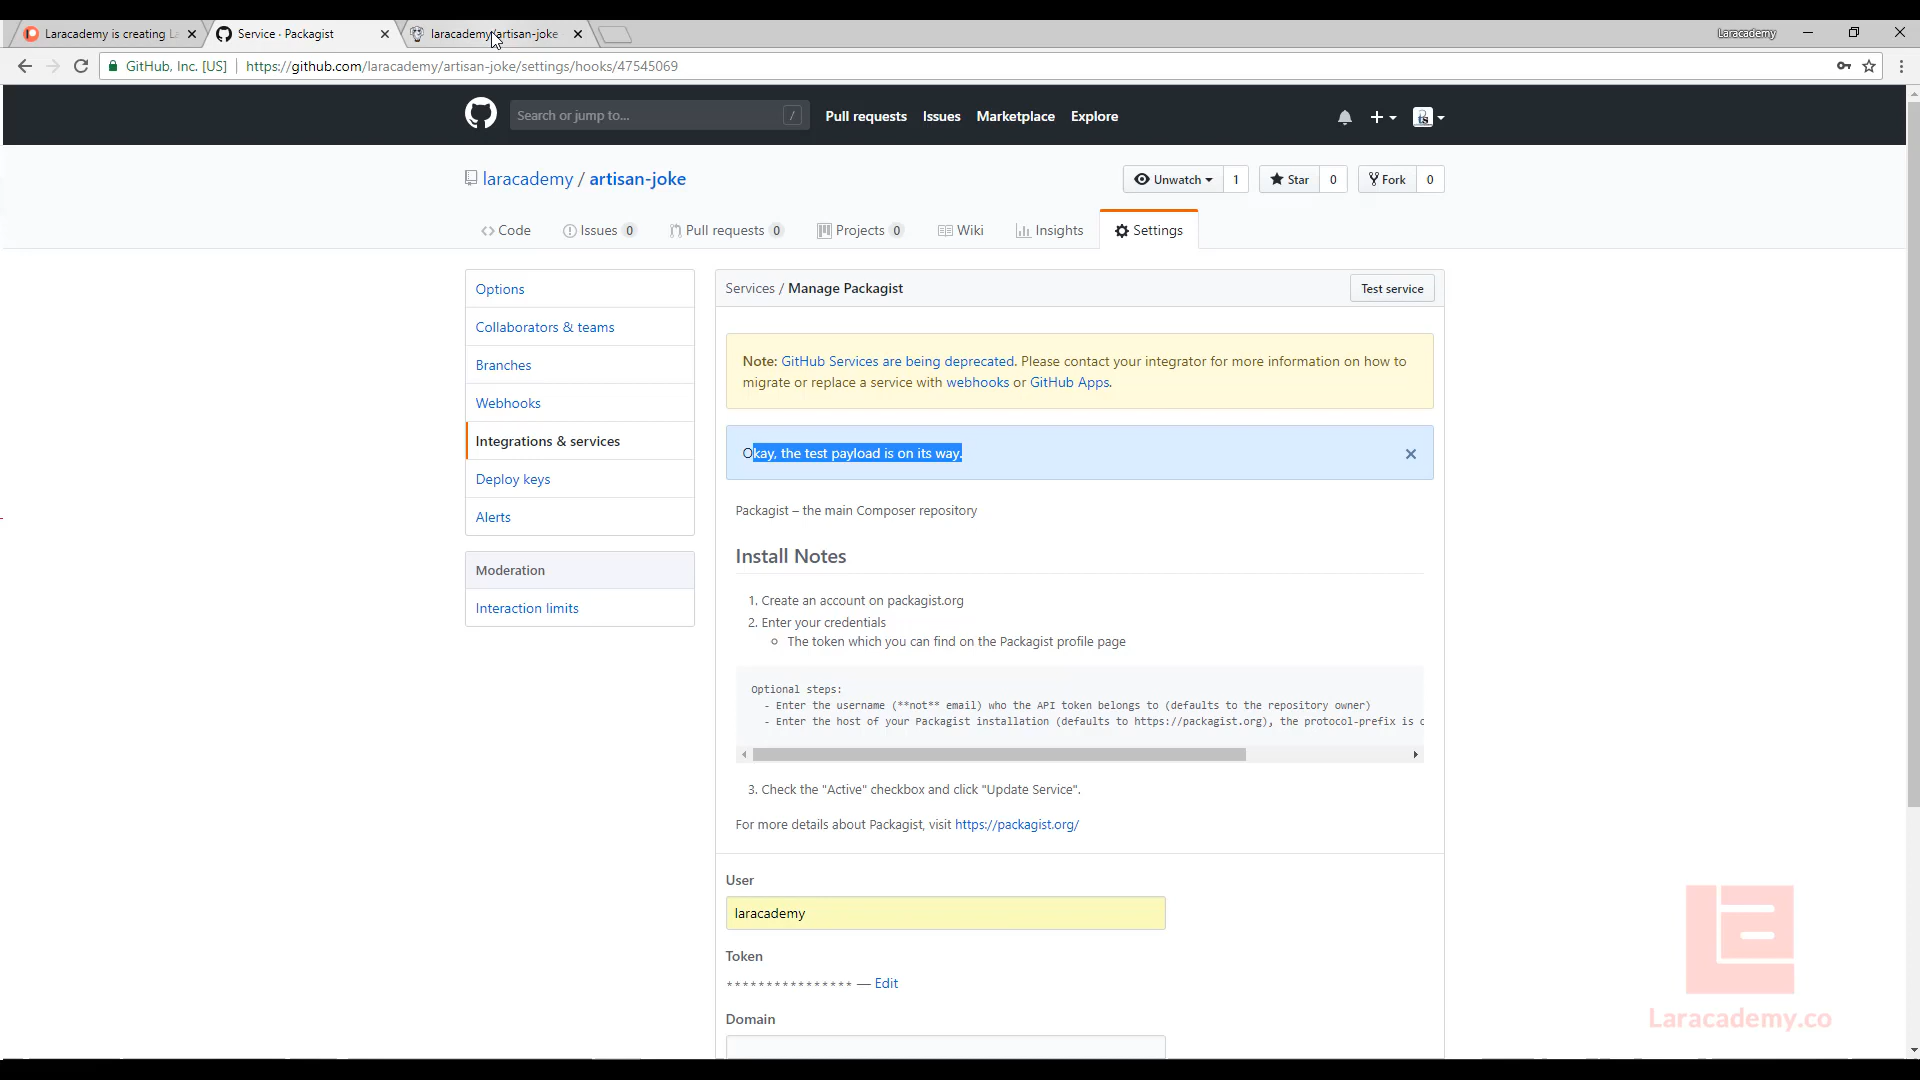 Laracademy is creating La
Service · Packagist
laracademy/artisan-joke
Laracademy
GitHub, Inc. [US]
https://github.com/laracademy/artisan-joke/settings/hooks/47545069
Search or jump to...
/
Pull requests
Issues
Marketplace
Explore
ts
laracademy / artisan-joke
Unwatch
1
Star
0
Fork
0
Code
Issues 0
Pull requests 0
Projects 0
Wiki
Insights
Settings
Options
Collaborators & teams
Branches
Webhooks
Integrations & services
Deploy keys
Alerts
Moderation
Interaction limits
Services / Manage Packagist
Test service
Note: GitHub Services are being deprecated. Please contact your integrator for more information on how to
migrate or replace a service with webhooks or GitHub Apps.
Okay, the test payload is on its way.
Packagist – the main Composer repository
Install Notes
1. Create an account on packagist.org
2. Enter your credentials
The token which you can find on the Packagist profile page
Optional steps:
- Enter the username (**not** email) who the API token belongs to (defaults to the repository owner)
- Enter the host of your Packagist installation (defaults to https://packagist.org), the protocol-prefix is
3. Check the "Active" checkbox and click "Update Service".
For more details about Packagist, visit https://packagist.org/
User
laracademy
Token
**************** — Edit
Domain
Laracademy.co